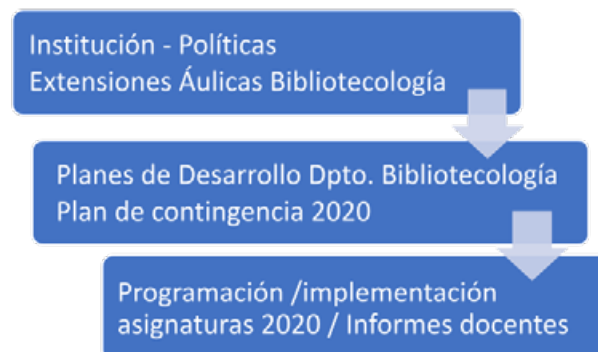 Institución - Políticas
Extensiones Áulicas Bibliotecología
Planes de Desarrollo Dpto. Bibliotecología
Plan de contingencia 2020
Programación /implementación
asignaturas 2020 / Informes docentes